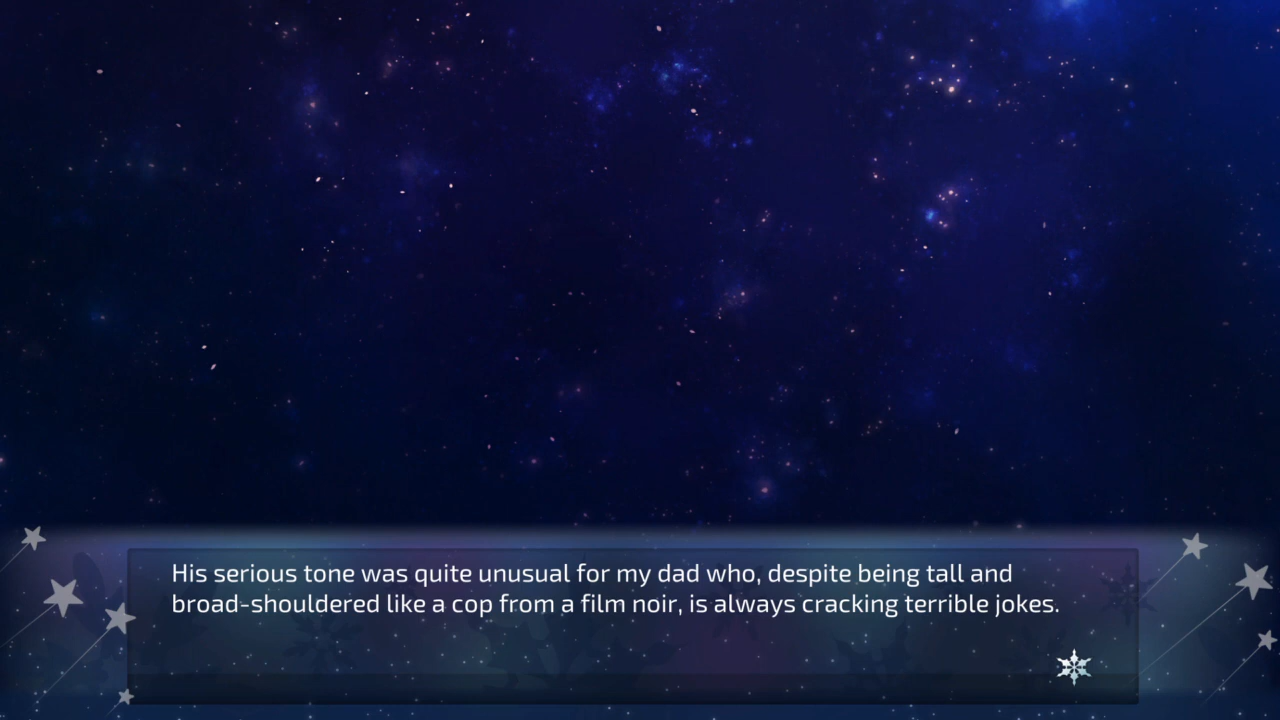 His serious tone was quite unusual for my dad who, despite being tall and
broad-shouldered like a cop from a film noir, is always cracking terrible jokes.